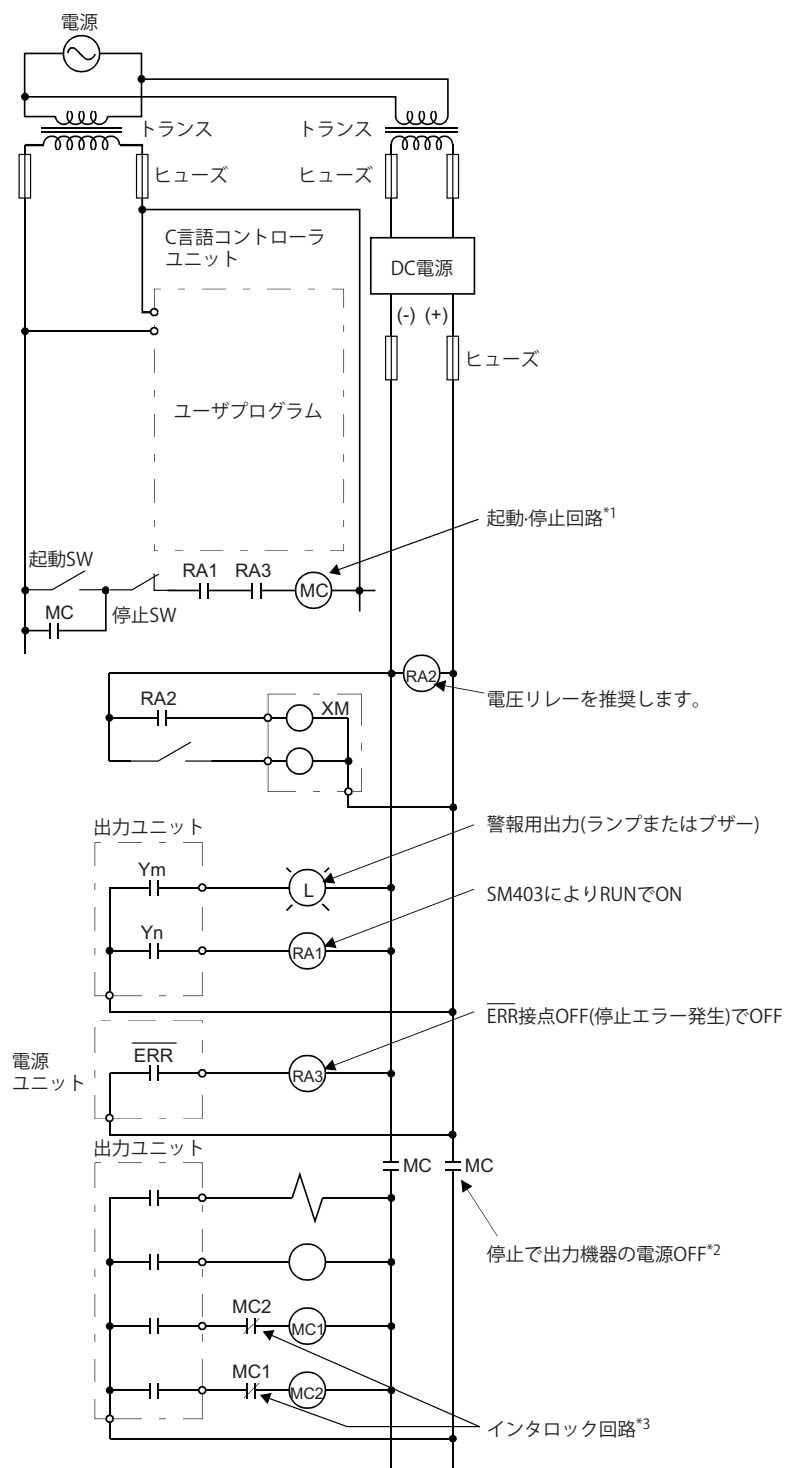 電源
トランス
トランス
ヒューズ
ヒューズ
C言語コントローラ
ユニット
DC電源
(-) (+)
ヒューズ
ユーザプログラム
起動·停止回路*1
起動SW
RA1 RA3
MC
MC
停止SW
RA2
電圧リレーを推奨します。
RA2
XM
出力ユニット
警報用出力(ランプまたはブザー)
Ym
L
SM403によりRUNでON
Yn
RA1
ERR接点OFF(停止エラー発生)でOFF
電源
ユニット
ERR
RA3
出力ユニット
MC MC
停止で出力機器の電源OFF*2
MC2
MC1
MC1
MC2
インタロック回路*3